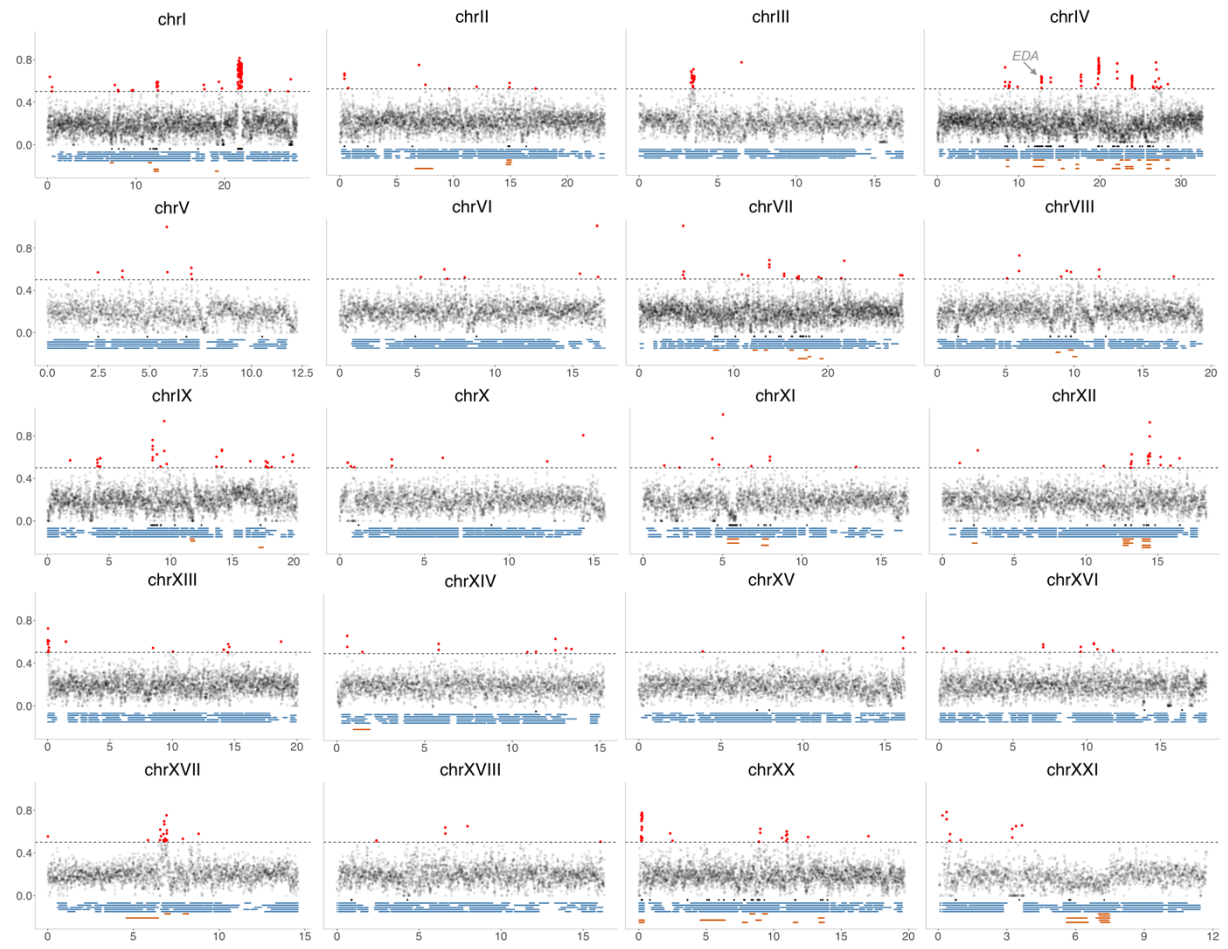 chrI chrII chrIII chrIV
0.8
0.4
0.0
EDA
0 10 20 0 5 10 15 20 0 5 10 15 0 10 20 30
chrV chrVI chrVII chrVIII
0.8
0.4
0.0
0.0 2.5 5.0 7.5 10.0 12.5 0 5 10 15 0 10 20 0 5 10 15 20
chrIX chrX chrXI chrXII
0.8
0.4
0.0
0 5 10 15 20 0 5 10 15 0 5 10 15 0 5 10 15 20
chrXIII chrXIV chrXV chrXVI
0.8
0.4
0.0
0 5 10 15 20 0 5 10 15 0 5 10 15 0 5 10 15
chrXVII chrXVIII chrXX chrXXI
0.8
0.4
0.0
0 5 10 15 0 5 10 15 0 5 10 15 20 0 3 6 9 12